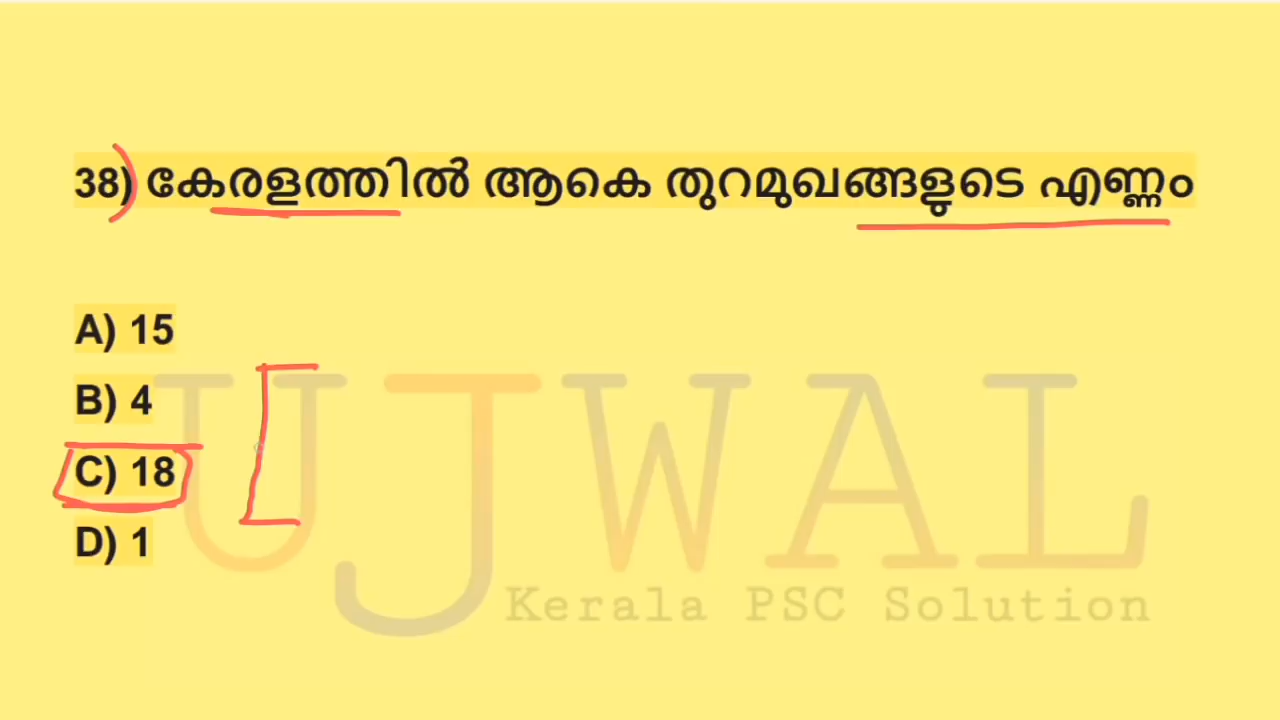 38) കേരളത്തിൽ ആകെ തുറമുഖങ്ങളുടെ എണ്ണം
A) 15
B) 4
C) 18
D) 1
UJWAL
Kerala PSC Solution